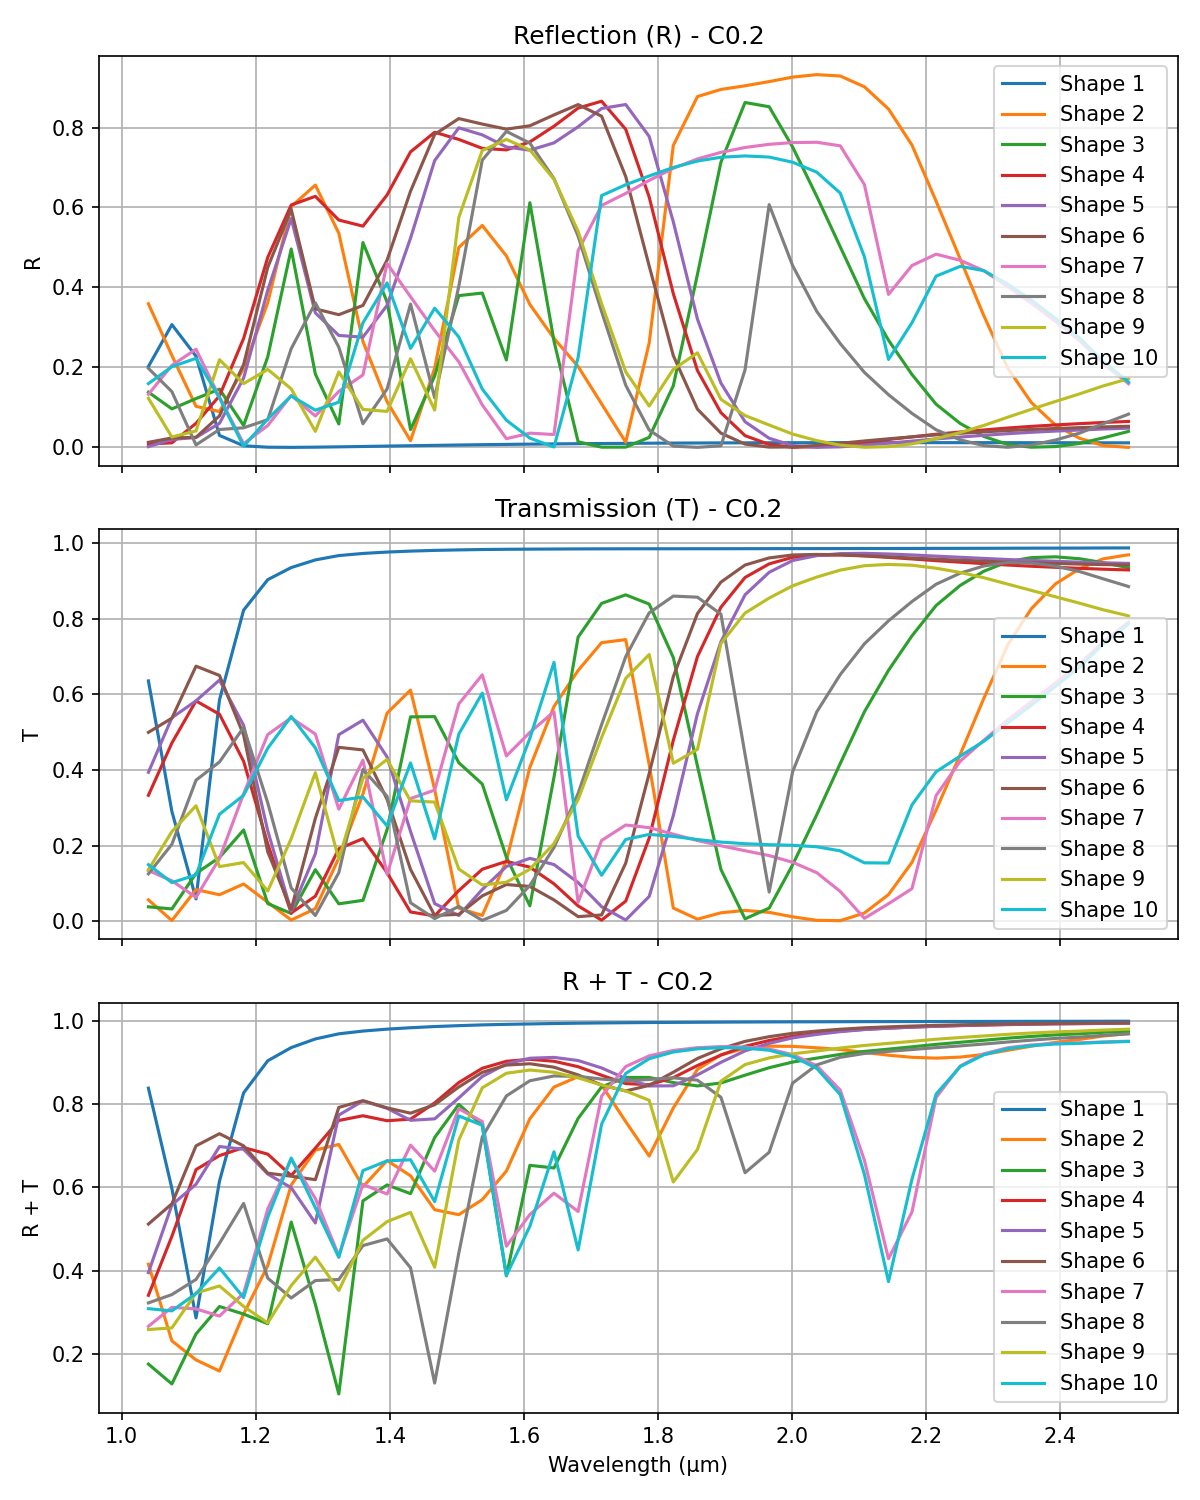 Reflection (R) - C0.2
R
0.8
0.6
0.4
0.2
0.0
Shape 1
Shape 2
Shape 3
Shape 4
Shape 5
Shape 6
Shape 7
Shape 8
Shape 9
Shape 10
Transmission (T) - C0.2
T
1.0
0.8
0.6
0.4
0.2
0.0
Shape 1
Shape 2
Shape 3
Shape 4
Shape 5
Shape 6
Shape 7
Shape 8
Shape 9
Shape 10
R + T - C0.2
R + T
1.0
0.8
0.6
0.4
0.2
Shape 1
Shape 2
Shape 3
Shape 4
Shape 5
Shape 6
Shape 7
Shape 8
Shape 9
Shape 10
1.0 1.2 1.4 1.6 1.8 2.0 2.2 2.4
Wavelength (μm)